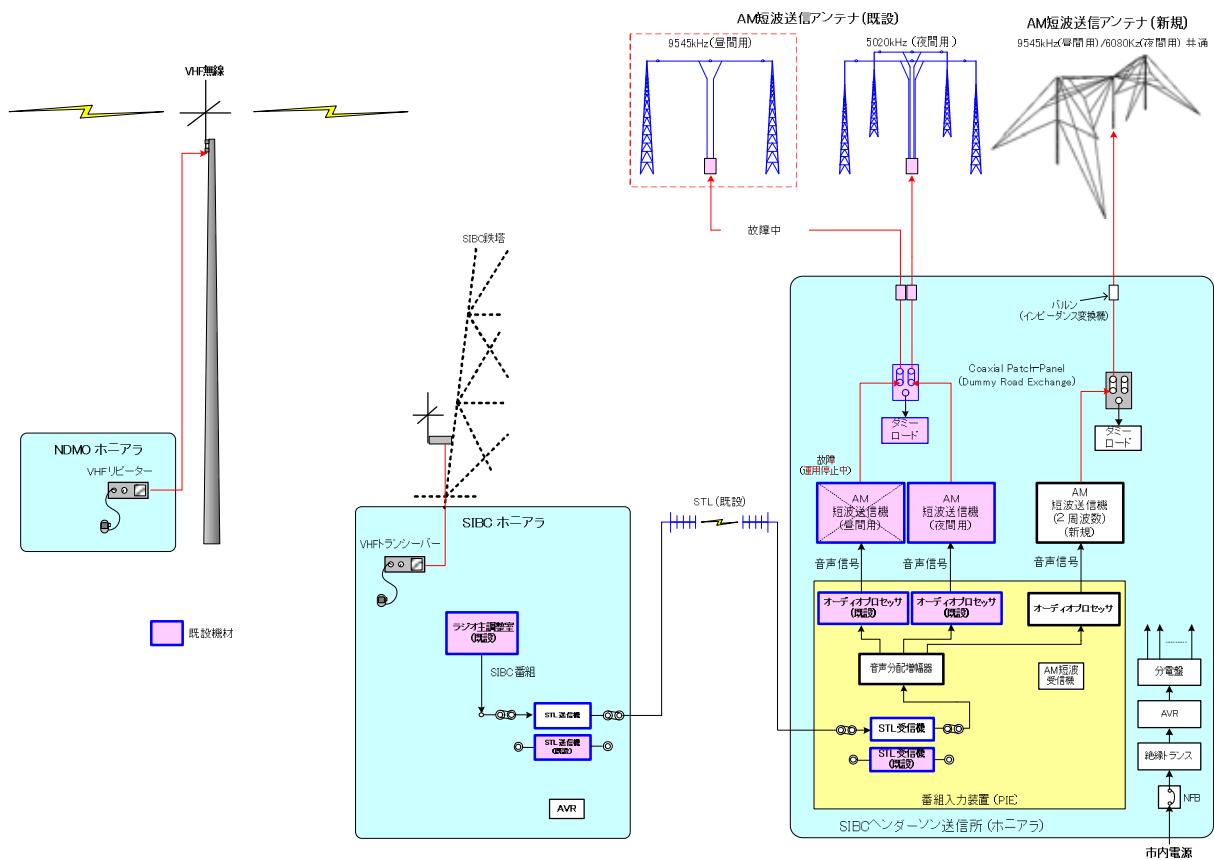 AM短波送信アンテナ(既設)
AM短波送信アンテナ(新規)
9545kHz(昼間用)
5020kHz(夜間用)
9545kHz(昼間用)/6080Kz(夜間用) 共通
VHF無線
故障中
SIBC鉄塔
バルン
(インピーダンス変換機)
Coaxial Patch-Panel
(Dummy Road Exchange)
ダミー
ロード
ダミー
ロード
NDMO ホニアラ
VHFリピーター
故障
(運用停止中)
AM
短波送信機
(昼間用)
AM
短波送信機
(夜間用)
AM
短波送信機
(2周波数)
(新規)
STL(既設)
SIBC ホニアラ
VHFトランシーバー
音声信号
音声信号
音声信号
オーディオプロセッサ
(既設)
オーディオプロセッサ
(既設)
オーディオプロセッサ
既設機材
ラジオ主調整室
(既設)
音声分配増幅器
AM短波
受信機
分電盤
SIBC番組
STL送信機
STL送信機
(既設)
STL受信機
STL受信機
(既設)
AVR
絶縁トランス
AVR
番組入力装置(PIE)
NFB
SIBCヘンダーソン送信所(ホニアラ)
市内電源